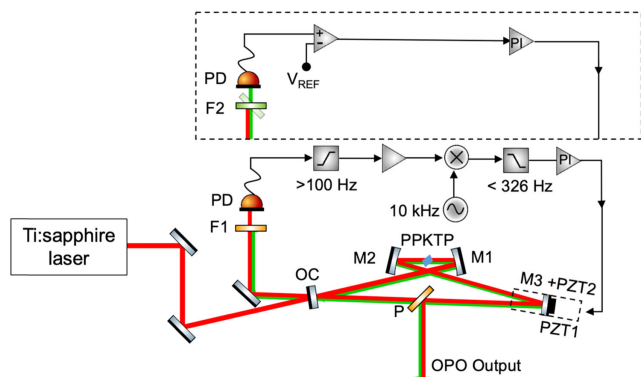 PD
F2
+
−
V_REF
PI
PD
F1
>100 Hz
10 kHz
< 326 Hz
PI
Ti:sapphire
laser
OC
M2
PPKTP
M1
P
M3 +PZT2
PZT1
OPO Output